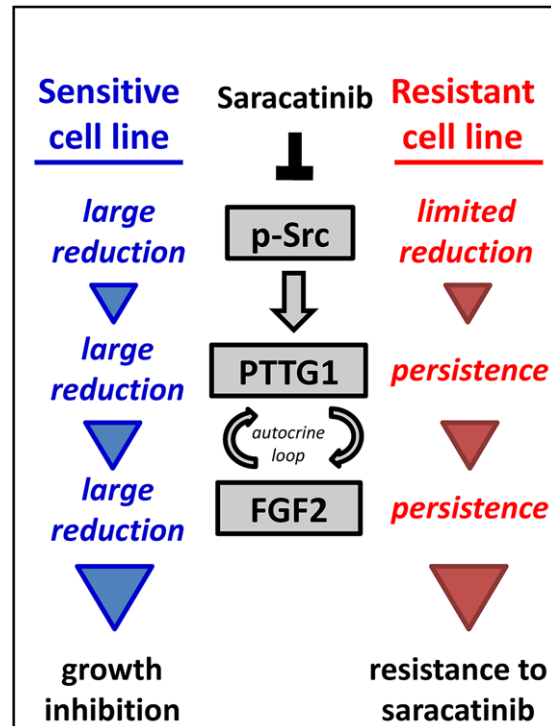 Sensitive
cell line
Saracatinib
Resistant
cell line
large
reduction
p-Src
limited
reduction
large
reduction
PTTG1
persistence
autocrine
loop
large
reduction
FGF2
persistence
growth
inhibition
resistance to
saracatinib